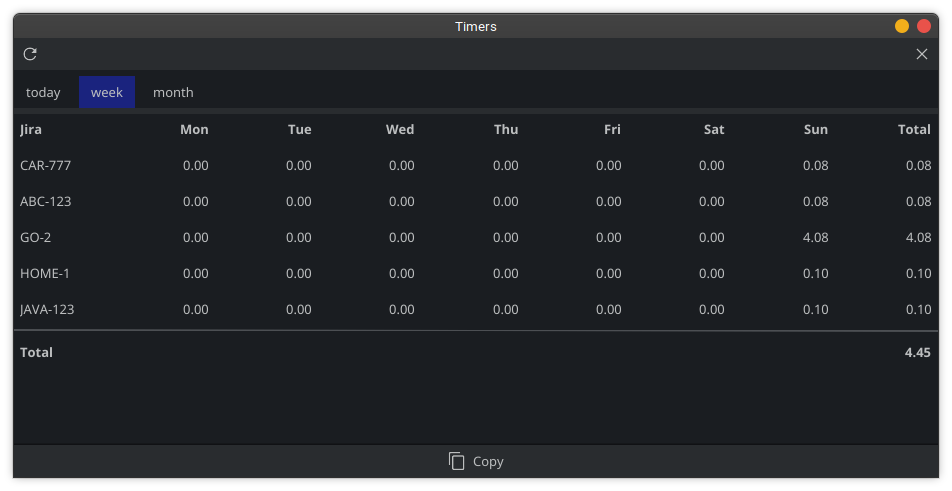 Timers
today week month
Jira Mon Tue Wed Thu Fri Sat Sun Total
CAR-777 0.00 0.00 0.00 0.00 0.00 0.00 0.08 0.08
ABC-123 0.00 0.00 0.00 0.00 0.00 0.00 0.08 0.08
GO-2 0.00 0.00 0.00 0.00 0.00 0.00 4.08 4.08
HOME-1 0.00 0.00 0.00 0.00 0.00 0.00 0.10 0.10
JAVA-123 0.00 0.00 0.00 0.00 0.00 0.00 0.10 0.10
Total 4.45
Copy